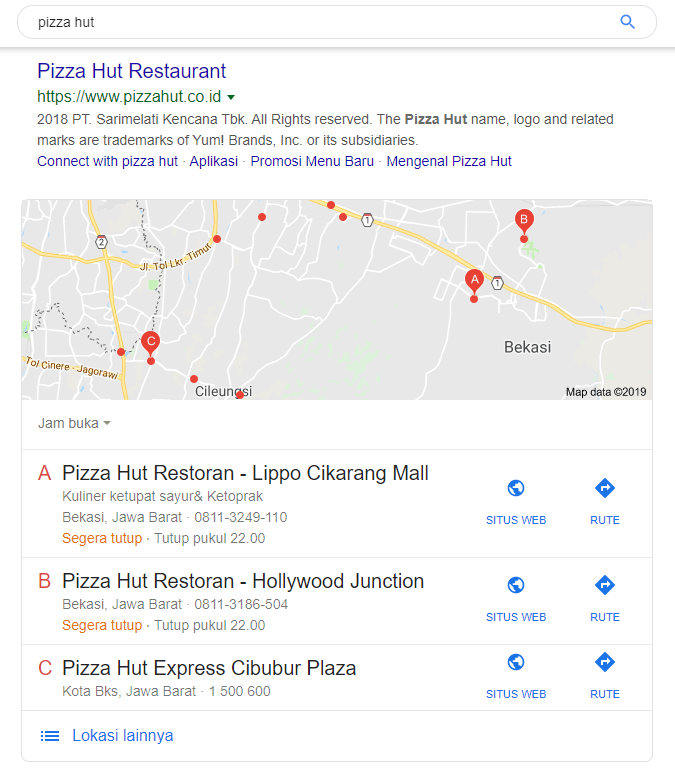 pizza hut
Pizza Hut Restaurant
https://www.pizzahut.co.id
2018 PT. Sarimelati Kencana Tbk. All Rights reserved. The Pizza Hut name, logo and related
marks are trademarks of Yum! Brands, Inc. or its subsidiaries.
Connect with pizza hut · Aplikasi · Promosi Menu Baru · Mengenal Pizza Hut
B
1
2
Jl. Tol Lkr. Timur
A
1
C
Bekasi
Tol Cinere - Jagorawi
Cileungsi
Map data ©2019
Jam buka
A Pizza Hut Restoran - Lippo Cikarang Mall
Kuliner ketupat sayur& Ketoprak
Bekasi, Jawa Barat · 0811-3249-110
Segera tutup · Tutup pukul 22.00
SITUS WEB RUTE
B Pizza Hut Restoran - Hollywood Junction
Bekasi, Jawa Barat · 0811-3186-504
Segera tutup · Tutup pukul 22.00
SITUS WEB RUTE
C Pizza Hut Express Cibubur Plaza
Kota Bks, Jawa Barat · 1 500 600
SITUS WEB RUTE
Lokasi lainnya